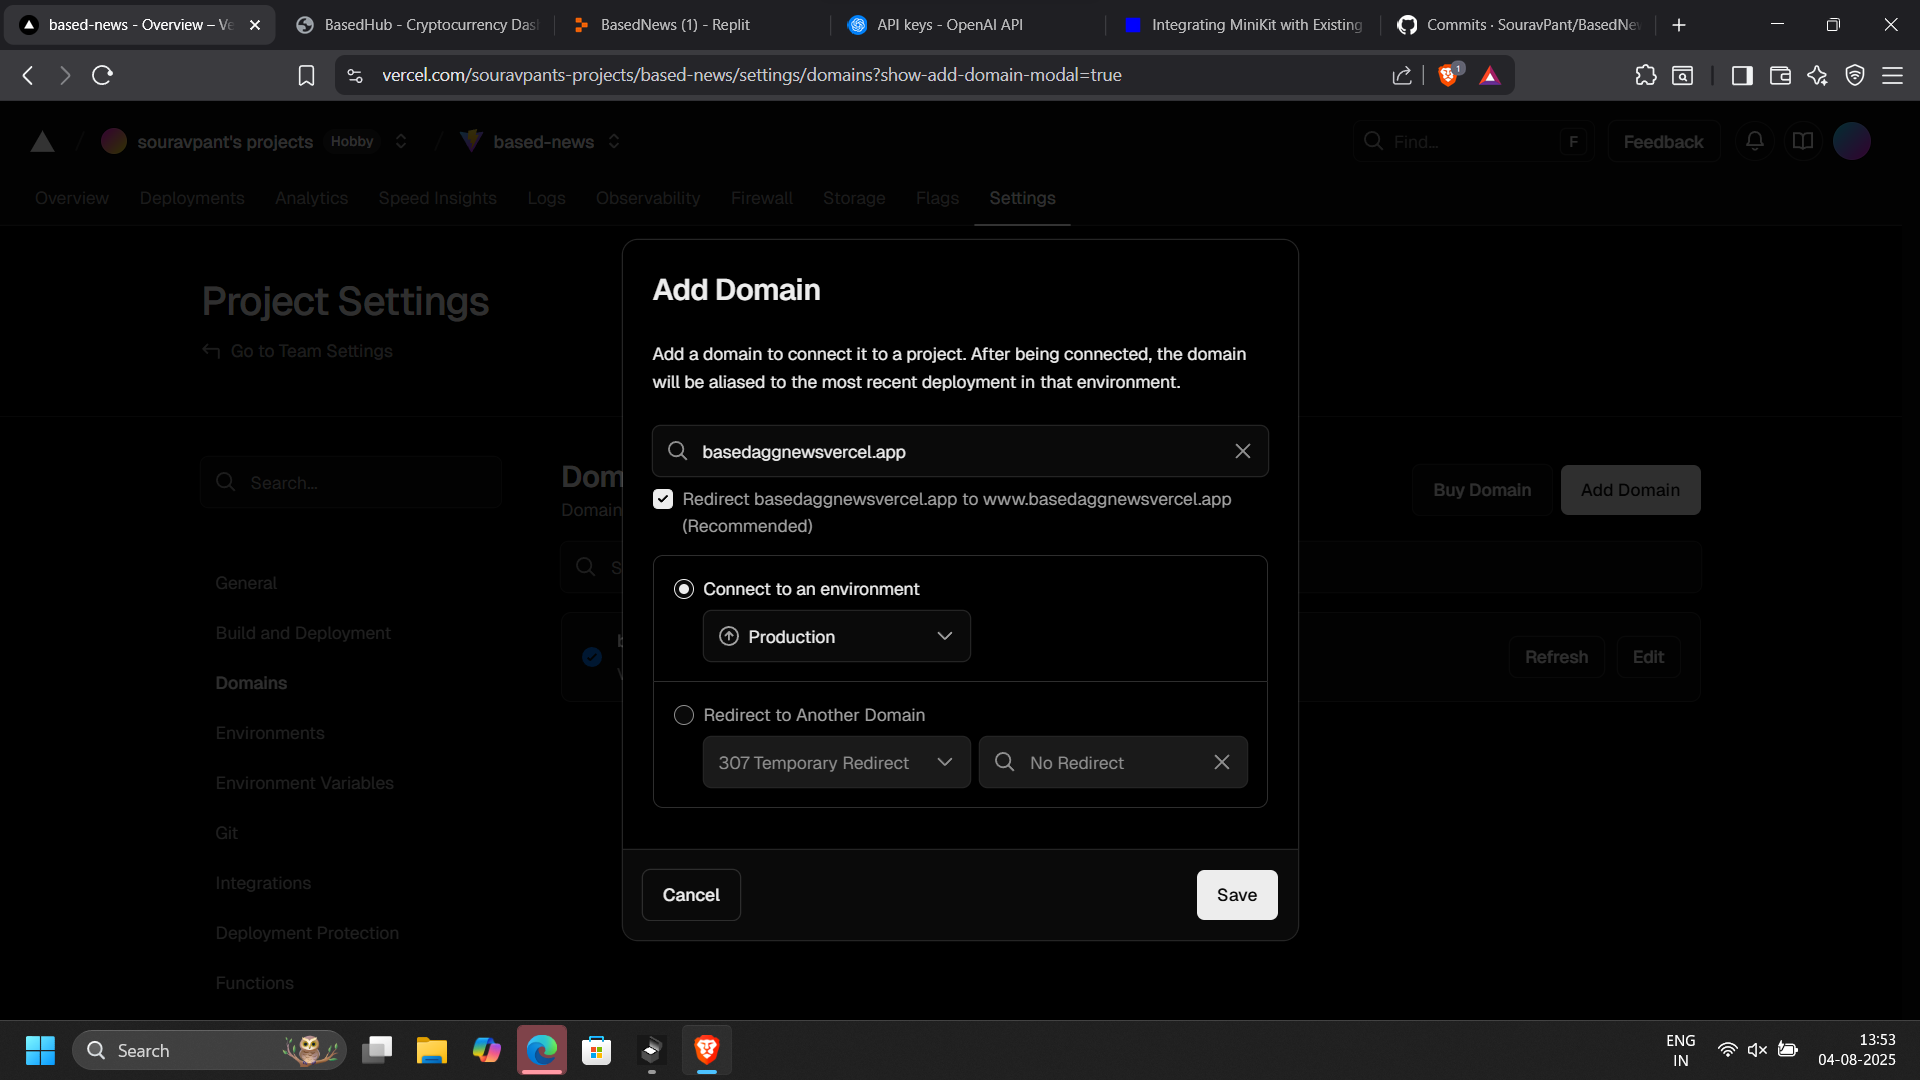 based-news - Overview – Ve
BasedHub - Cryptocurrency Das
BasedNews (1) - Replit
API keys - OpenAI API
Integrating MiniKit with Existing
Commits · SouravPant/BasedNe
vercel.com/souravpants-projects/based-news/settings/domains?show-add-domain-modal=true
1
souravpant's projects
Hobby
based-news
Find...
F
Feedback
Overview
Deployments
Analytics
Speed Insights
Logs
Observability
Firewall
Storage
Flags
Settings
Project Settings
Go to Team Settings
Search...
General
Build and Deployment
Domains
Environments
Environment Variables
Git
Integrations
Deployment Protection
Functions
Dom
Domain
S
Buy Domain
Add Domain
Refresh
Edit
Add Domain
Add a domain to connect it to a project. After being connected, the domain
will be aliased to the most recent deployment in that environment.
basedaggnewsvercel.app
Redirect basedaggnewsvercel.app to www.basedaggnewsvercel.app
(Recommended)
Connect to an environment
Production
Redirect to Another Domain
307 Temporary Redirect
No Redirect
Cancel
Save
Search
ENG
IN
13:53
04-08-2025